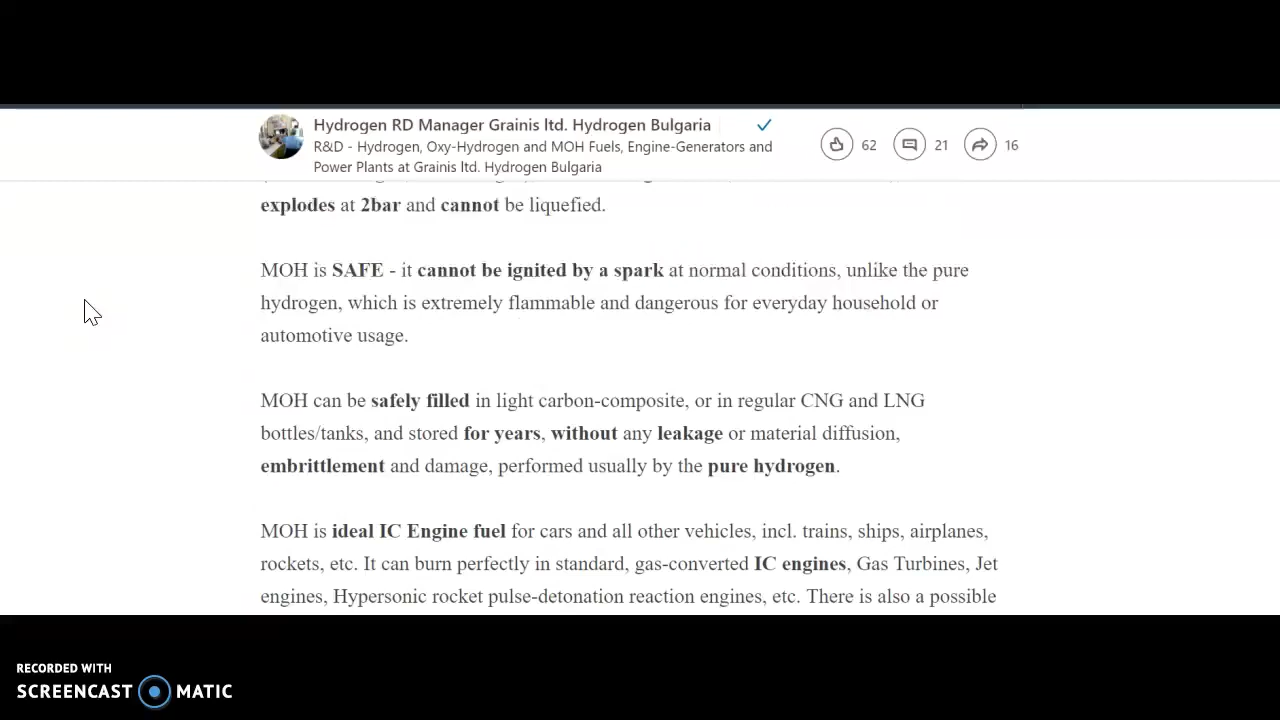 Hydrogen RD Manager Grainis ltd. Hydrogen Bulgaria
R&D - Hydrogen, Oxy-Hydrogen and MOH Fuels, Engine-Generators and
Power Plants at Grainis ltd. Hydrogen Bulgaria
62
21
16
explodes at 2bar and cannot be liquefied.
MOH is SAFE - it cannot be ignited by a spark at normal conditions, unlike the pure
hydrogen, which is extremely flammable and dangerous for everyday household or
automotive usage.
MOH can be safely filled in light carbon-composite, or in regular CNG and LNG
bottles/tanks, and stored for years, without any leakage or material diffusion,
embrittlement and damage, performed usually by the pure hydrogen.
MOH is ideal IC Engine fuel for cars and all other vehicles, incl. trains, ships, airplanes,
rockets, etc. It can burn perfectly in standard, gas-converted IC engines, Gas Turbines, Jet
engines, Hypersonic rocket pulse-detonation reaction engines, etc. There is also a possible
RECORDED WITH
SCREENCAST MATIC